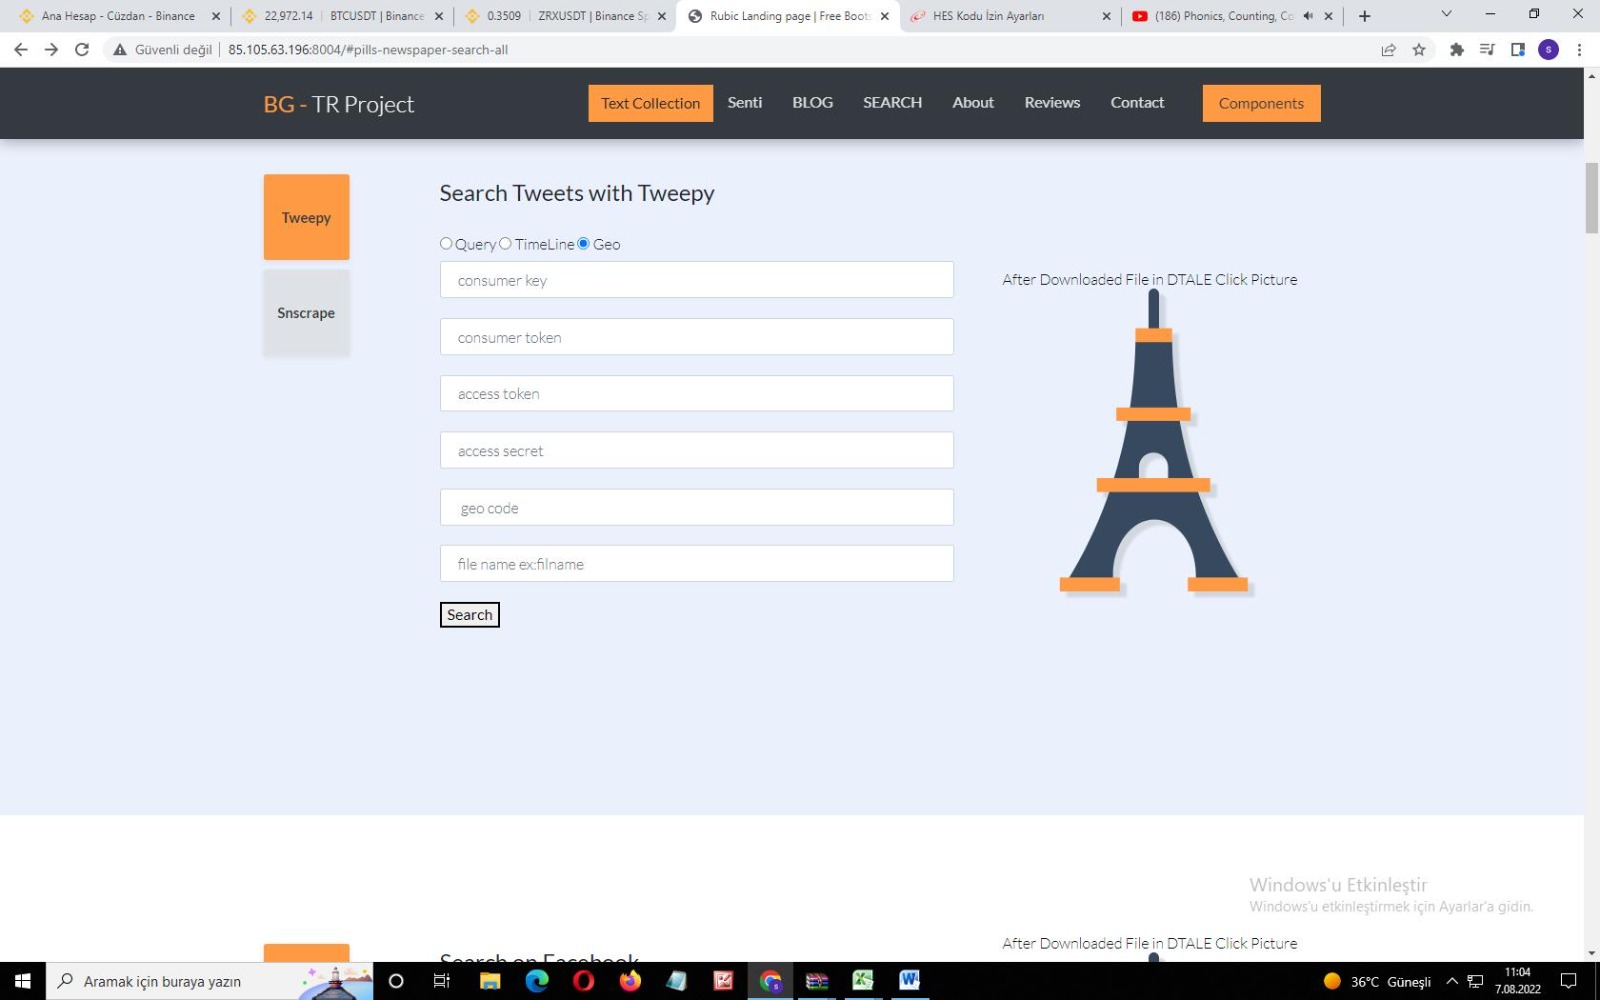 Ana Hesap - Cüzdan - Binance
22,972.14 | BTCUSDT | Binance
0.3509 | ZRXUSDT | Binance Sp
Rubic Landing page | Free Boots
HES Kodu İzin Ayarları
(186) Phonics, Counting, Co
Güvenli değil | 85.105.63.196:8004/#pills-newspaper-search-all
S
BG - TR Project
Text Collection
Senti
BLOG
SEARCH
About
Reviews
Contact
Components
Tweepy
Snscrape
Search Tweets with Tweepy
Query TimeLine Geo
consumer key
consumer token
access token
access secret
geo code
file name ex:filname
Search
After Downloaded File in DTALE Click Picture
Windows'u Etkinleştir
Windows'u etkinleştirmek için Ayarlar'a gidin.
After Downloaded File in DTALE Click Picture
Search on Facebook
Aramak için buraya yazın
36°C Güneşli
11:04
7.08.2022